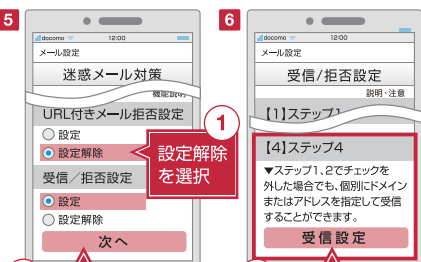 5
docomo 12:00
メール設定
迷惑メール対策
機能説明
URL付きメール拒否設定
設定
設定解除
受信／拒否設定
設定
設定解除
次へ
1
設定解除
を選択
6
docomo 12:00
メール設定
受信/拒否設定
説明・注意
【1】ステップ1
【4】ステップ4
▼ステップ1、2でチェックを
外した場合でも、個別にドメイン
またはアドレスを指定して受信
することができます。
受信設定